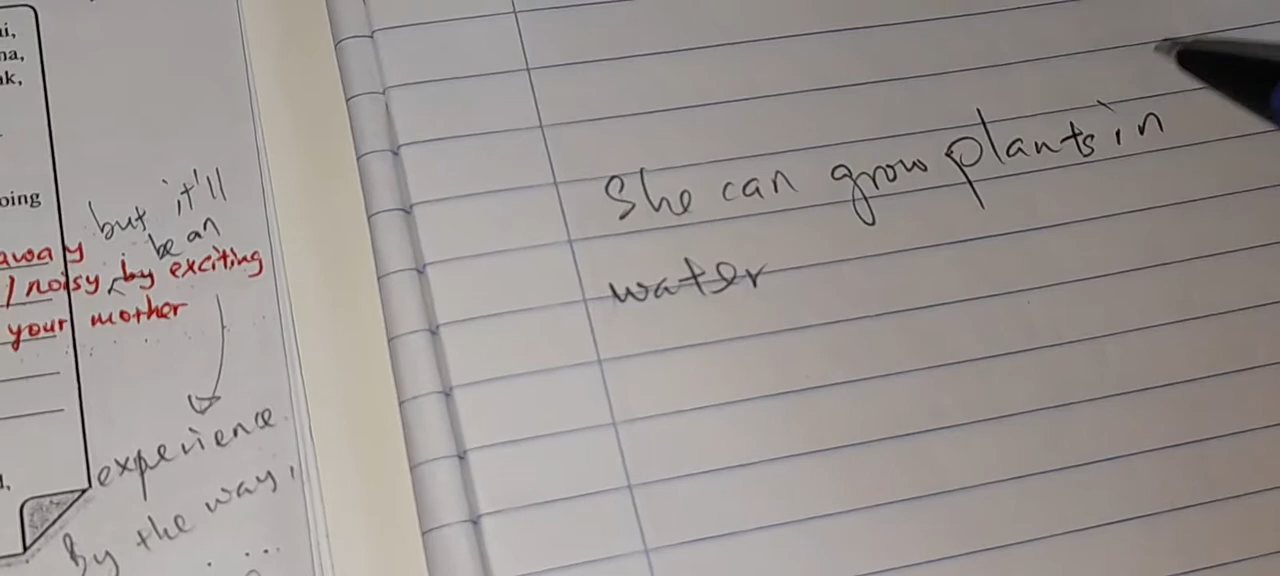 oing
away
but it'll
be an
noisy, by exciting
your mother
experience
By the way,
...
She can grow plants in
water